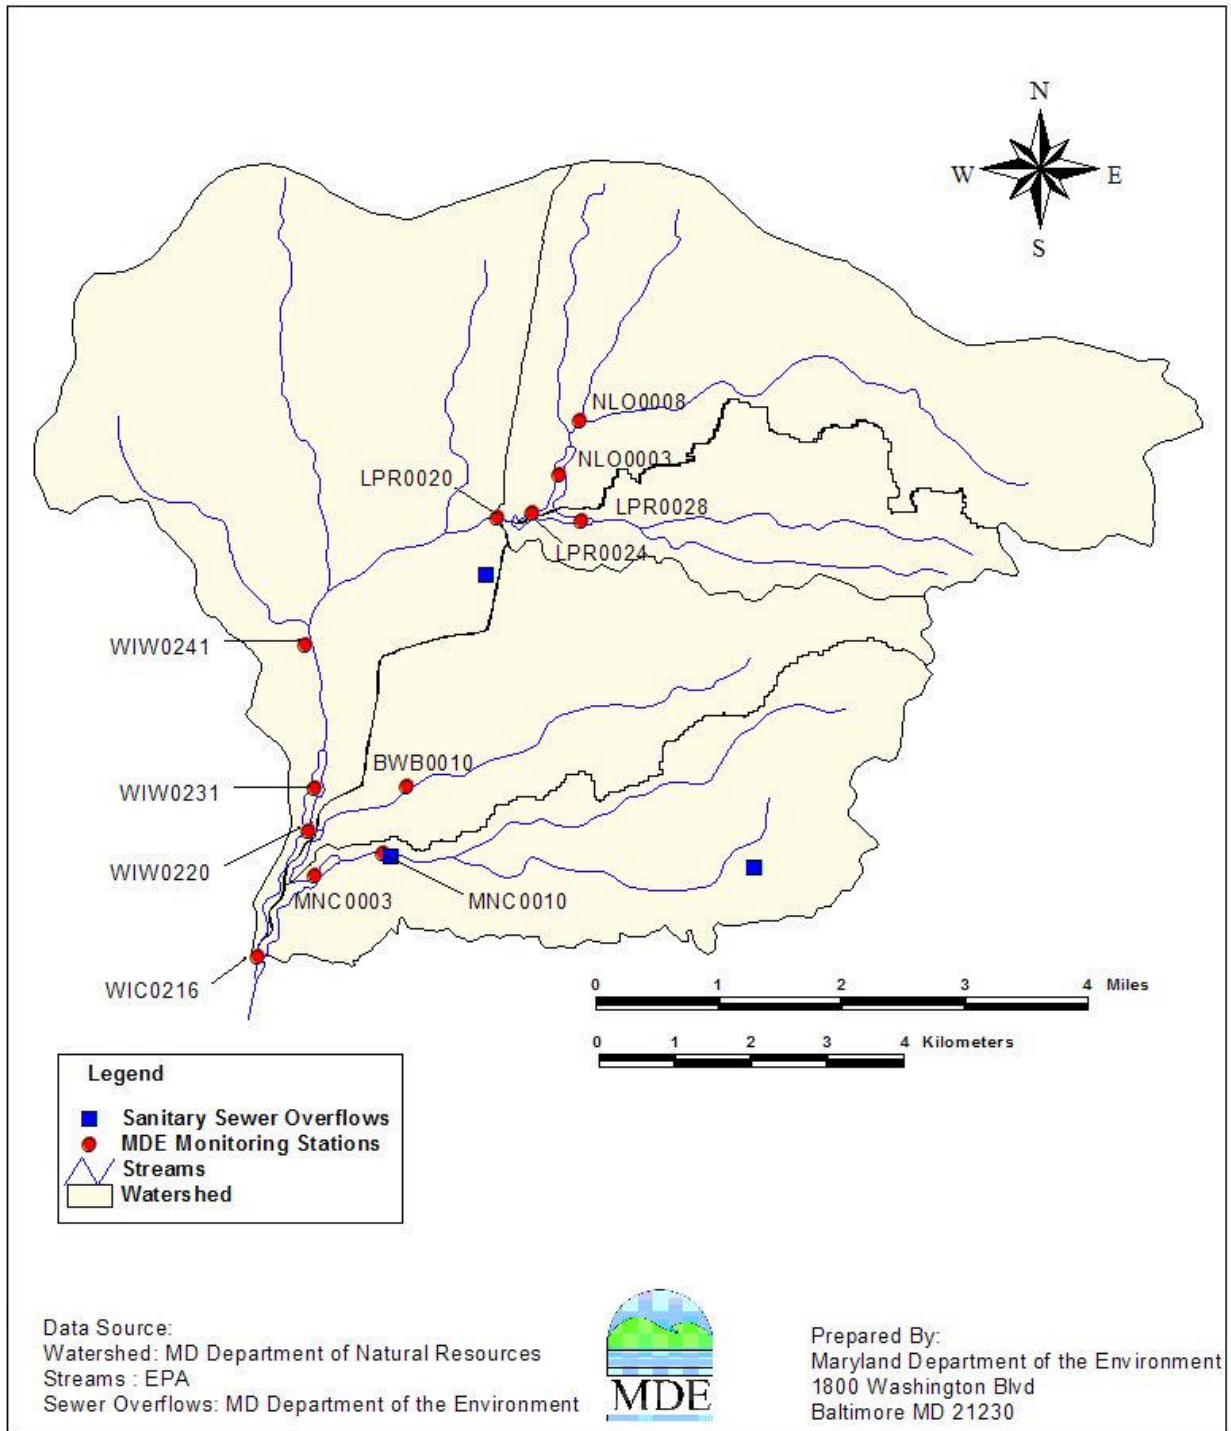 N
W E
S
NLO0008
NLO0003
LPR0020
LPR0028
LPR0024
WIW0241
BWB0010
WIW0231
WIW0220
MNC0003 MNC0010
WIC0216
0 1 2 3 4 Miles
0 1 2 3 4 Kilometers
Legend
Sanitary Sewer Overflows
MDE Monitoring Stations
Streams
Watershed
Data Source:
Watershed: MD Department of Natural Resources
Streams : EPA
Sewer Overflows: MD Department of the Environment
MDE
Prepared By:
Maryland Department of the Environment
1800 Washington Blvd
Baltimore MD 21230